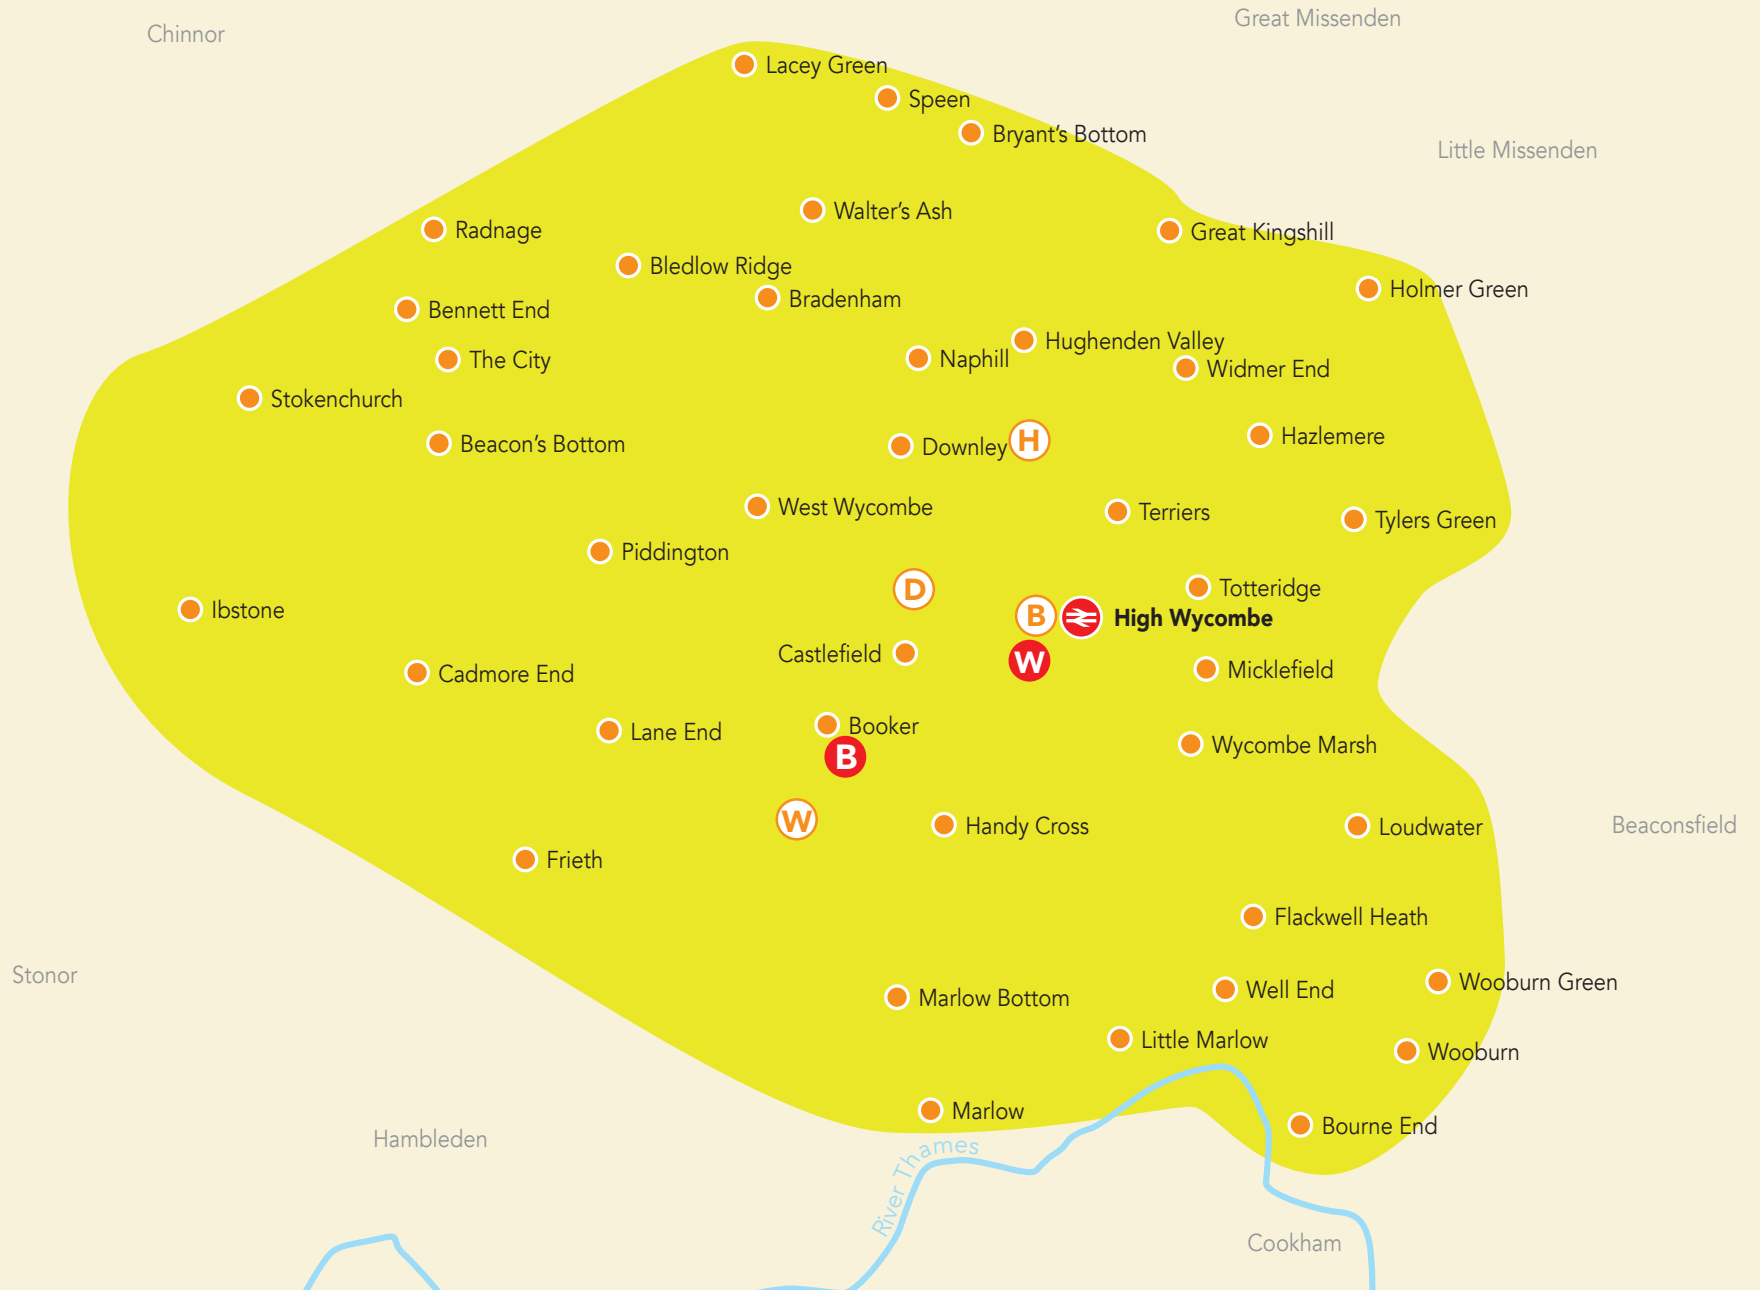 Great Missenden
Chinnor
Lacey Green
Speen
Bryant's Bottom
Little Missenden
Walter's Ash
Radnage
Great Kingshill
Bledlow Ridge
Holmer Green
Bradenham
Bennett End
Hughenden Valley
Naphill
The City
Widmer End
Stokenchurch
Hazlemere
H
Beacon's Bottom
Downley
West Wycombe
Terriers
Tylers Green
Piddington
Totteridge
D
Ibstone
B
High Wycombe
Castlefield
W
Micklefield
Cadmore End
Booker
Lane End
Wycombe Marsh
B
W
Handy Cross
Loudwater
Beaconsfield
Frieth
Flackwell Heath
Stonor
Wooburn Green
Well End
Marlow Bottom
Little Marlow
Wooburn
Marlow
Bourne End
Hambleden
River Thames
Cookham